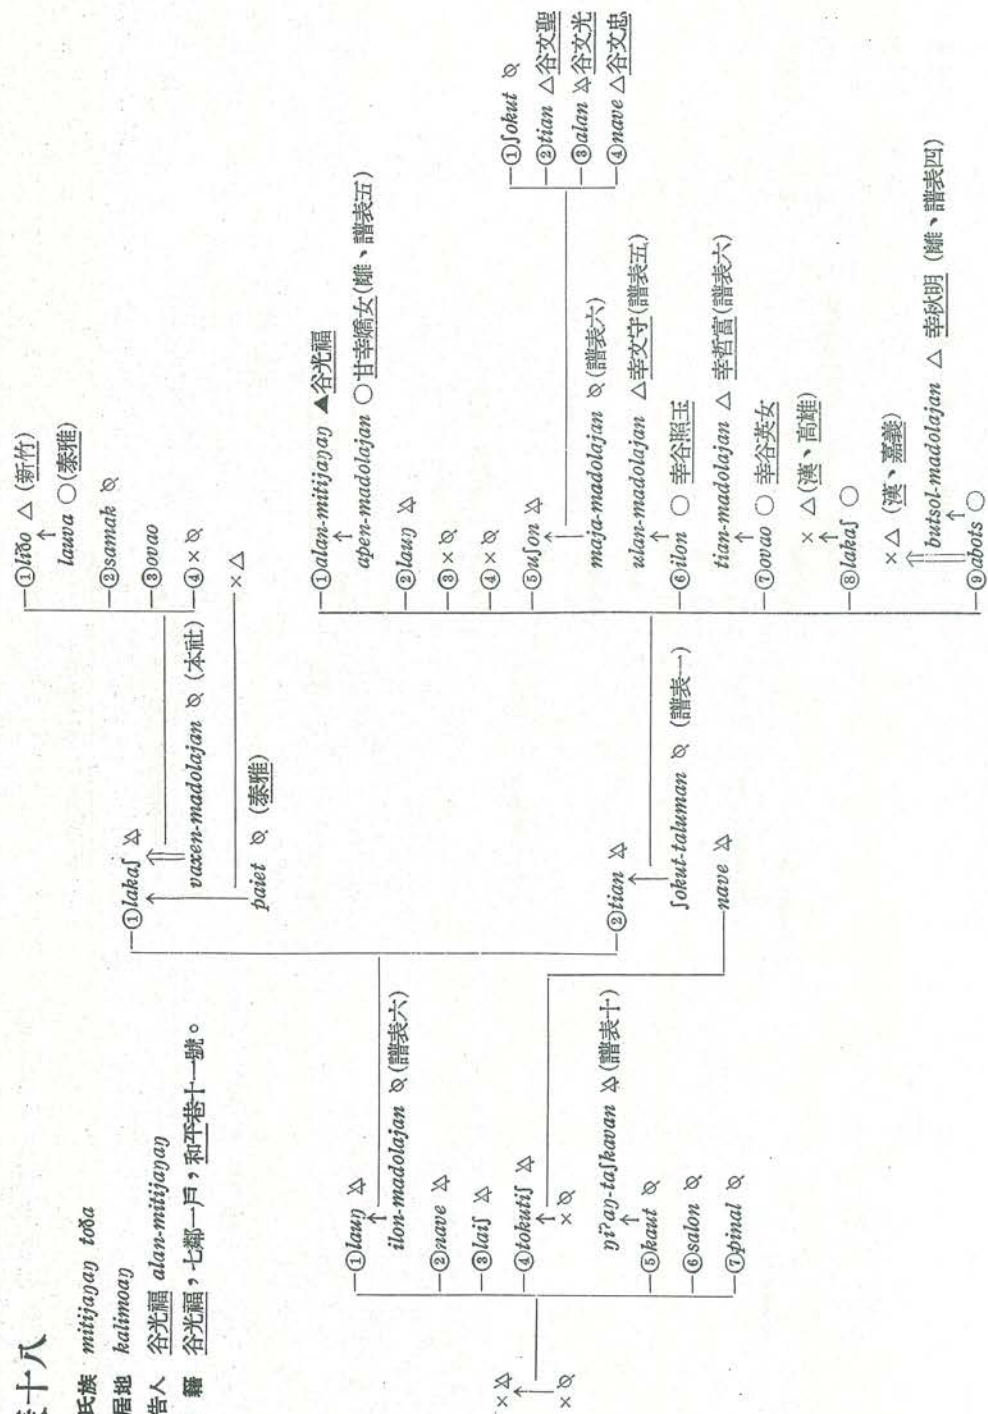 表十八
氏族 mitijaŋaŋ toða
居地 kalimoaŋ
告人 谷光福 alan-mitijaŋaŋ
籍 谷光福，七鄰一戶，和平巷十一號。
×△
×○
①lauŋ △
ilon-madolajan ○(譜表六)
②nave △
③laiʃ △
④tokutiʃ △
×○
ŋiʔaŋ-taʃkavan △(譜表十)
⑤kaut ○
⑥salon ○
⑦pinal ○
①lakaʃ △
vaxen-madolajan ○ (本社)
paiet ○ (泰雅)
②tian △
ʃokut-taluman ○ (譜表一)
nave △
①liðo △ (新竹)
lauwa ○(泰雅)
②samak ○
③ovao
④×○
×△
①alan-mitijaŋaŋ ▲谷光福
apen-madolajan ○甘幸嬌女(離、譜表五)
②lauŋ △
③×○
④×○
⑤uʃon △
maja-madolajan ○(譜表六)
ulan-madolajan △幸文守(譜表五)
⑥ilon ○ 幸谷照玉
tian-madolajan △ 幸哲富(譜表六)
⑦ovao ○ 幸谷英女
×△(漢、高雄)
⑧lakaʃ ○
×△ (漢、嘉義)
butsol-madolajan △ 幸秋明 (離、譜表四)
⑨abots ○
①ʃokut ○
②tian △谷文聖
③alan △谷文光
④nave △谷文忠